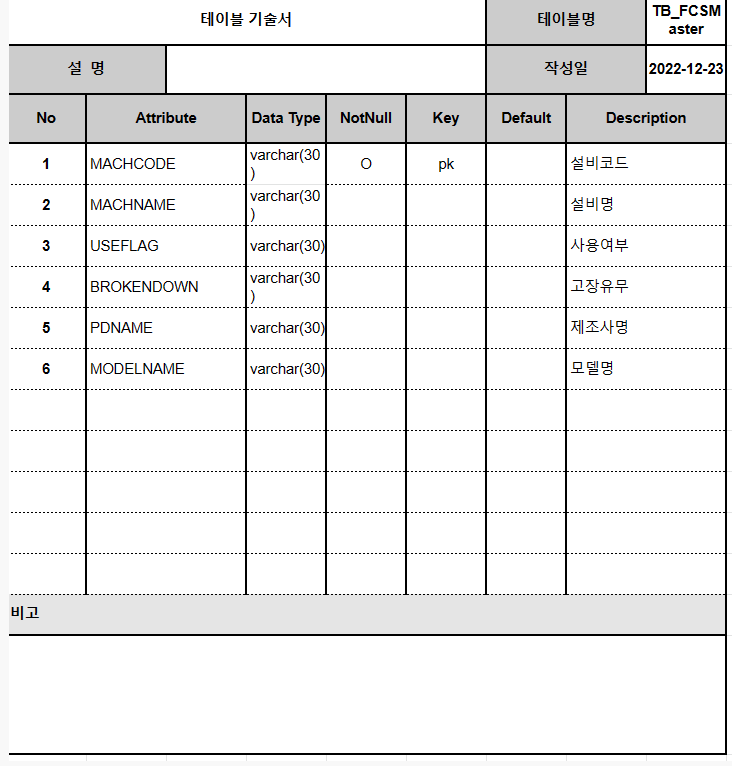 테이블 기술서 테이블명 TB_FCSM
aster
설 명 작성일 2022-12-23
No Attribute Data Type NotNull Key Default Description
1 MACHCODE varchar(30
) O pk 설비코드
2 MACHNAME varchar(30
) 설비명
3 USEFLAG varchar(30) 사용여부
4 BROKENDOWN varchar(30
) 고장유무
5 PDNAME varchar(30) 제조사명
6 MODELNAME varchar(30) 모델명
비고